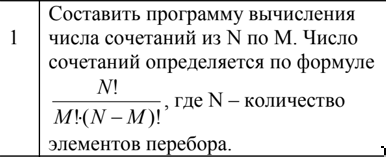 1
Составить программу вычисления
числа сочетаний из N по M. Число
сочетаний определяется по формуле
N!
M!·(N − M)!
, где N – количество
элементов перебора.